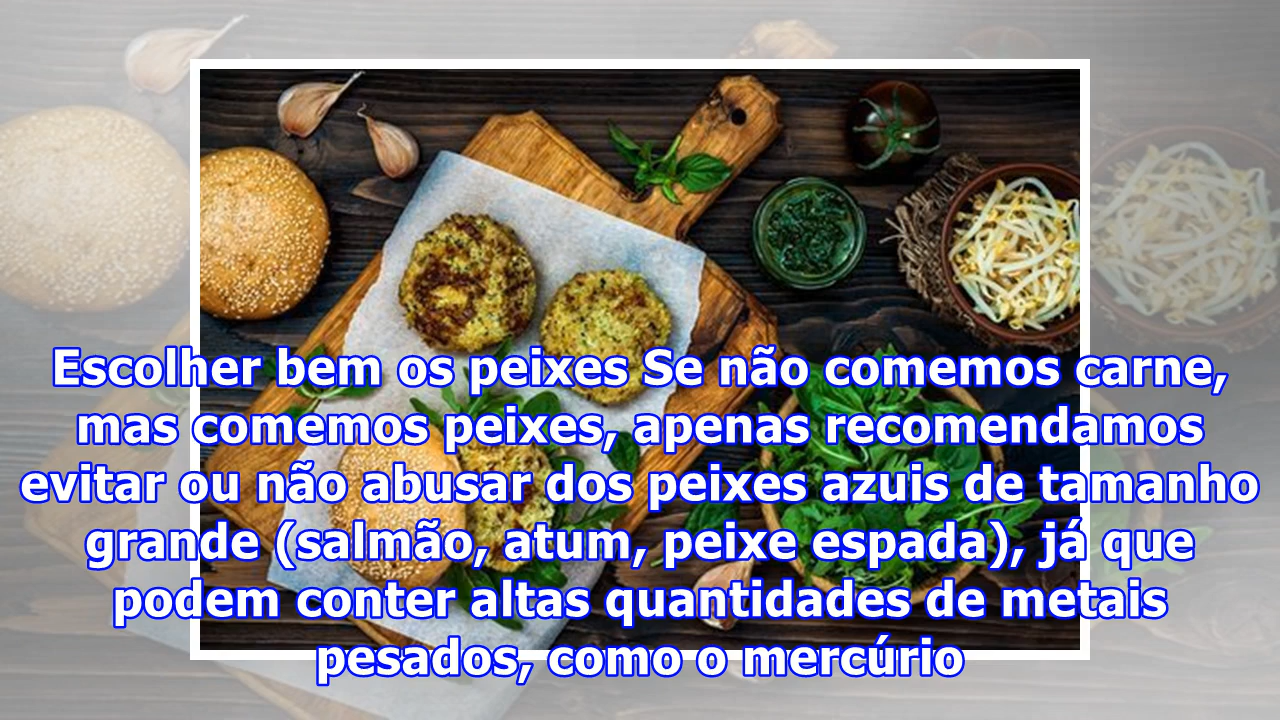 Escolher bem os peixes Se não comemos carne,
mas comemos peixes, apenas recomendamos
evitar ou não abusar dos peixes azuis de tamanho
grande (salmão, atum, peixe espada), já que
podem conter altas quantidades de metais
pesados, como o mercúrio